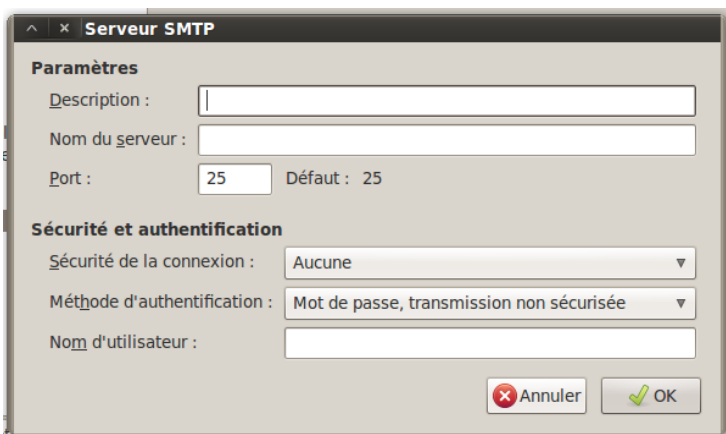 Serveur SMTP
Paramètres
Description :
Nom du serveur :
Port : 25 Défaut : 25
Sécurité et authentification
Sécurité de la connexion : Aucune
Méthode d'authentification : Mot de passe, transmission non sécurisée
Nom d'utilisateur :
Annuler OK